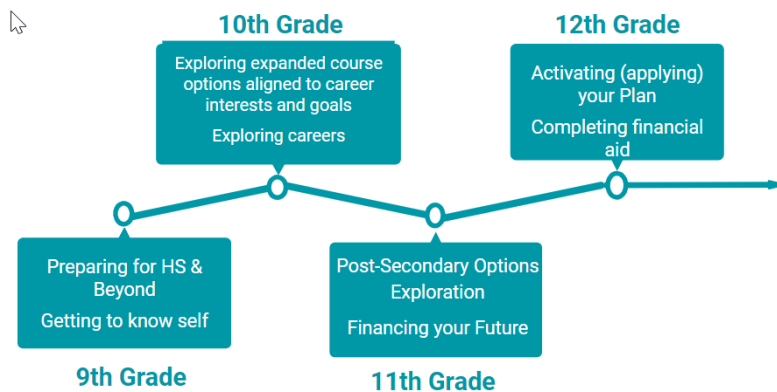 10th Grade
Exploring expanded course
options aligned to career
interests and goals
Exploring careers
12th Grade
Activating (applying)
your Plan
Completing financial
aid
Preparing for HS &
Beyond
Getting to know self
9th Grade
Post-Secondary Options
Exploration
Financing your Future
11th Grade